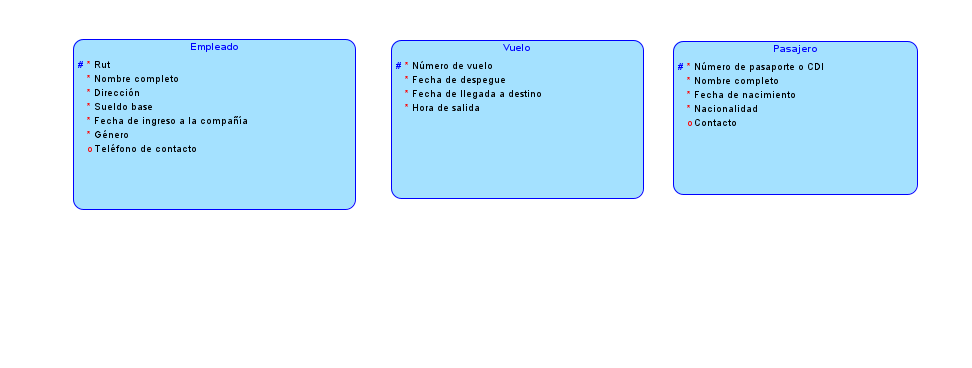 Empleado
# * Rut
* Nombre completo
* Dirección
* Sueldo base
* Fecha de ingreso a la compañía
* Género
o Teléfono de contacto
Vuelo
# * Número de vuelo
* Fecha de despegue
* Fecha de llegada a destino
* Hora de salida
Pasajero
# * Número de pasaporte o CDI
* Nombre completo
* Fecha de nacimiento
* Nacionalidad
o Contacto